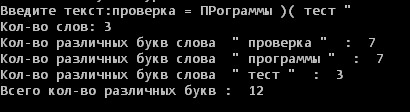 Введите текст:проверка = ПРограммы )( тест "
Кол-во слов: 3
Кол-во различных букв слова  " проверка "  :  7
Кол-во различных букв слова  " программы "  :  7
Кол-во различных букв слова  " тест "  :  3
Всего кол-во различных букв :  12